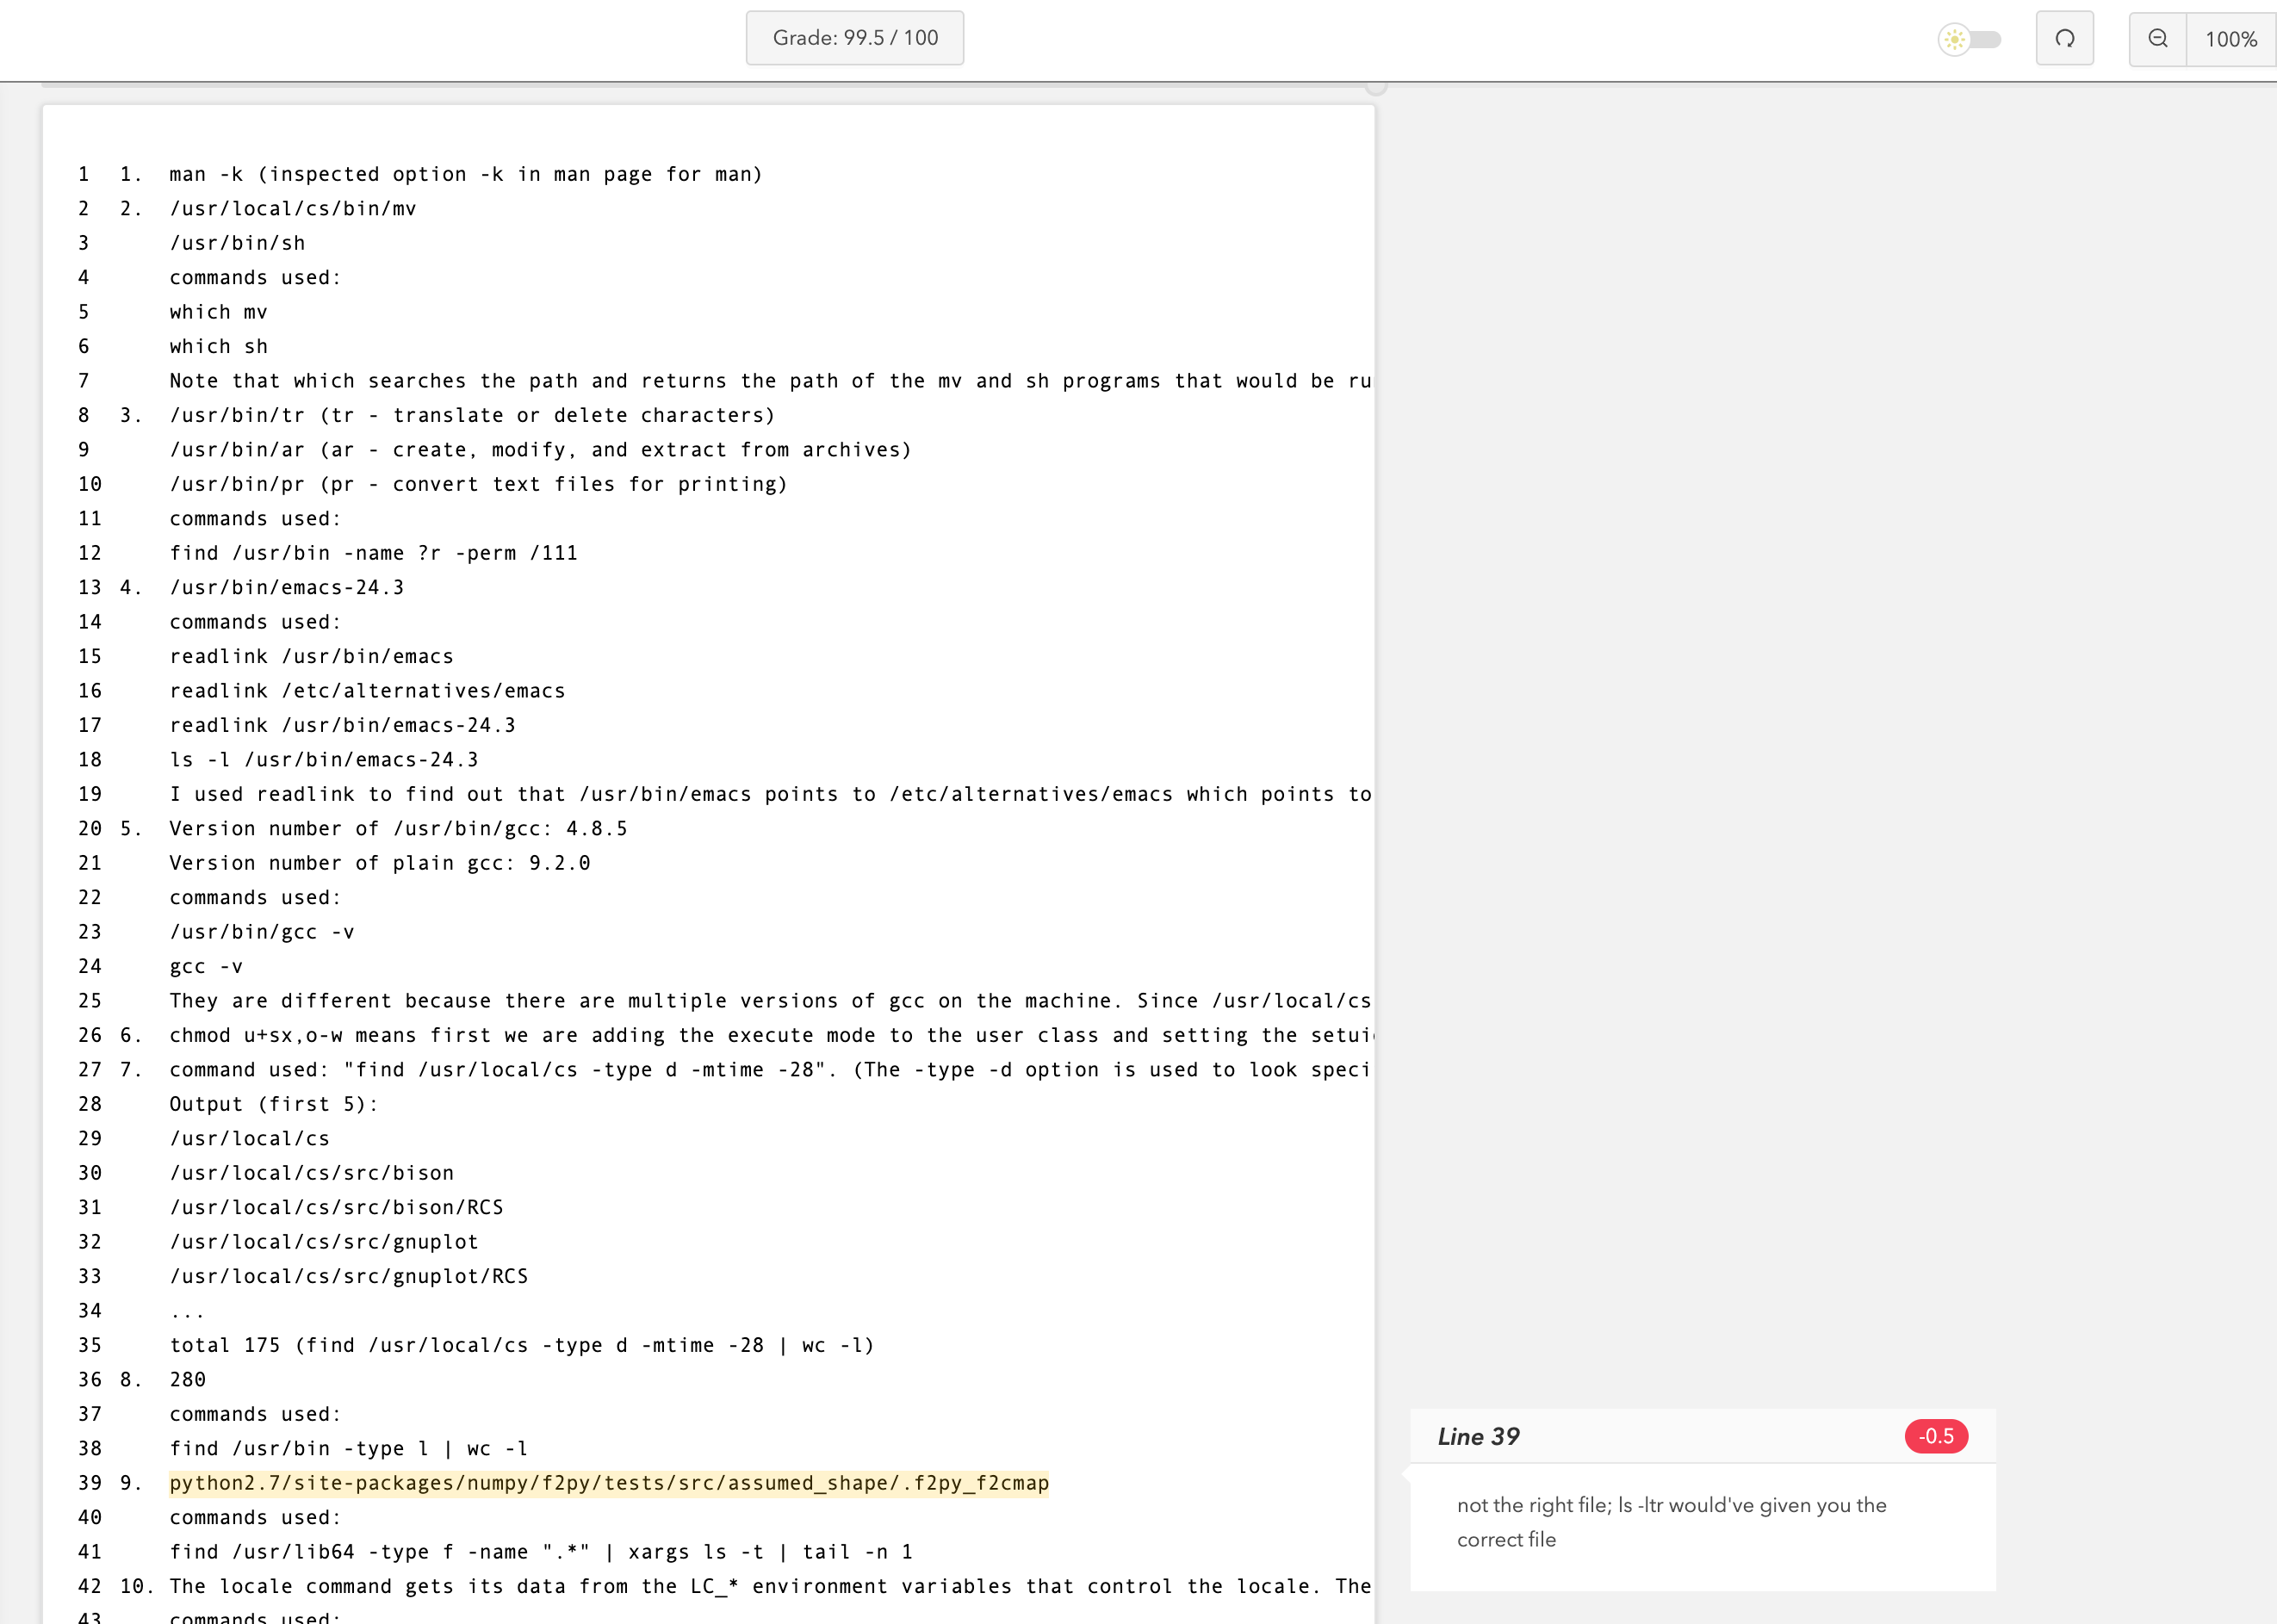 Grade: 99.5 / 100
100%
1 1. man -k (inspected option -k in man page for man)
2 2. /usr/local/cs/bin/mv
3 /usr/bin/sh
4 commands used:
5 which mv
6 which sh
7 Note that which searches the path and returns the path of the mv and sh programs that would be ru
8 3. /usr/bin/tr (tr - translate or delete characters)
9 /usr/bin/ar (ar - create, modify, and extract from archives)
10 /usr/bin/pr (pr - convert text files for printing)
11 commands used:
12 find /usr/bin -name ?r -perm /111
13 4. /usr/bin/emacs-24.3
14 commands used:
15 readlink /usr/bin/emacs
16 readlink /etc/alternatives/emacs
17 readlink /usr/bin/emacs-24.3
18 ls -l /usr/bin/emacs-24.3
19 I used readlink to find out that /usr/bin/emacs points to /etc/alternatives/emacs which points to
20 5. Version number of /usr/bin/gcc: 4.8.5
21 Version number of plain gcc: 9.2.0
22 commands used:
23 /usr/bin/gcc -v
24 gcc -v
25 They are different because there are multiple versions of gcc on the machine. Since /usr/local/cs
26 6. chmod u+sx,o-w means first we are adding the execute mode to the user class and setting the setui
27 7. command used: "find /usr/local/cs -type d -mtime -28". (The -type -d option is used to look speci
28 Output (first 5):
29 /usr/local/cs
30 /usr/local/cs/src/bison
31 /usr/local/cs/src/bison/RCS
32 /usr/local/cs/src/gnuplot
33 /usr/local/cs/src/gnuplot/RCS
34 ...
35 total 175 (find /usr/local/cs -type d -mtime -28 | wc -l)
36 8. 280
37 commands used:
38 find /usr/bin -type l | wc -l
39 9. python2.7/site-packages/numpy/f2py/tests/src/assumed_shape/.f2py_f2cmap
40 commands used:
41 find /usr/lib64 -type f -name ".*" | xargs ls -t | tail -n 1
42 10. The locale command gets its data from the LC_* environment variables that control the locale. The
43 commands used:
Line 39
-0.5
not the right file; ls -ltr would've given you the
correct file